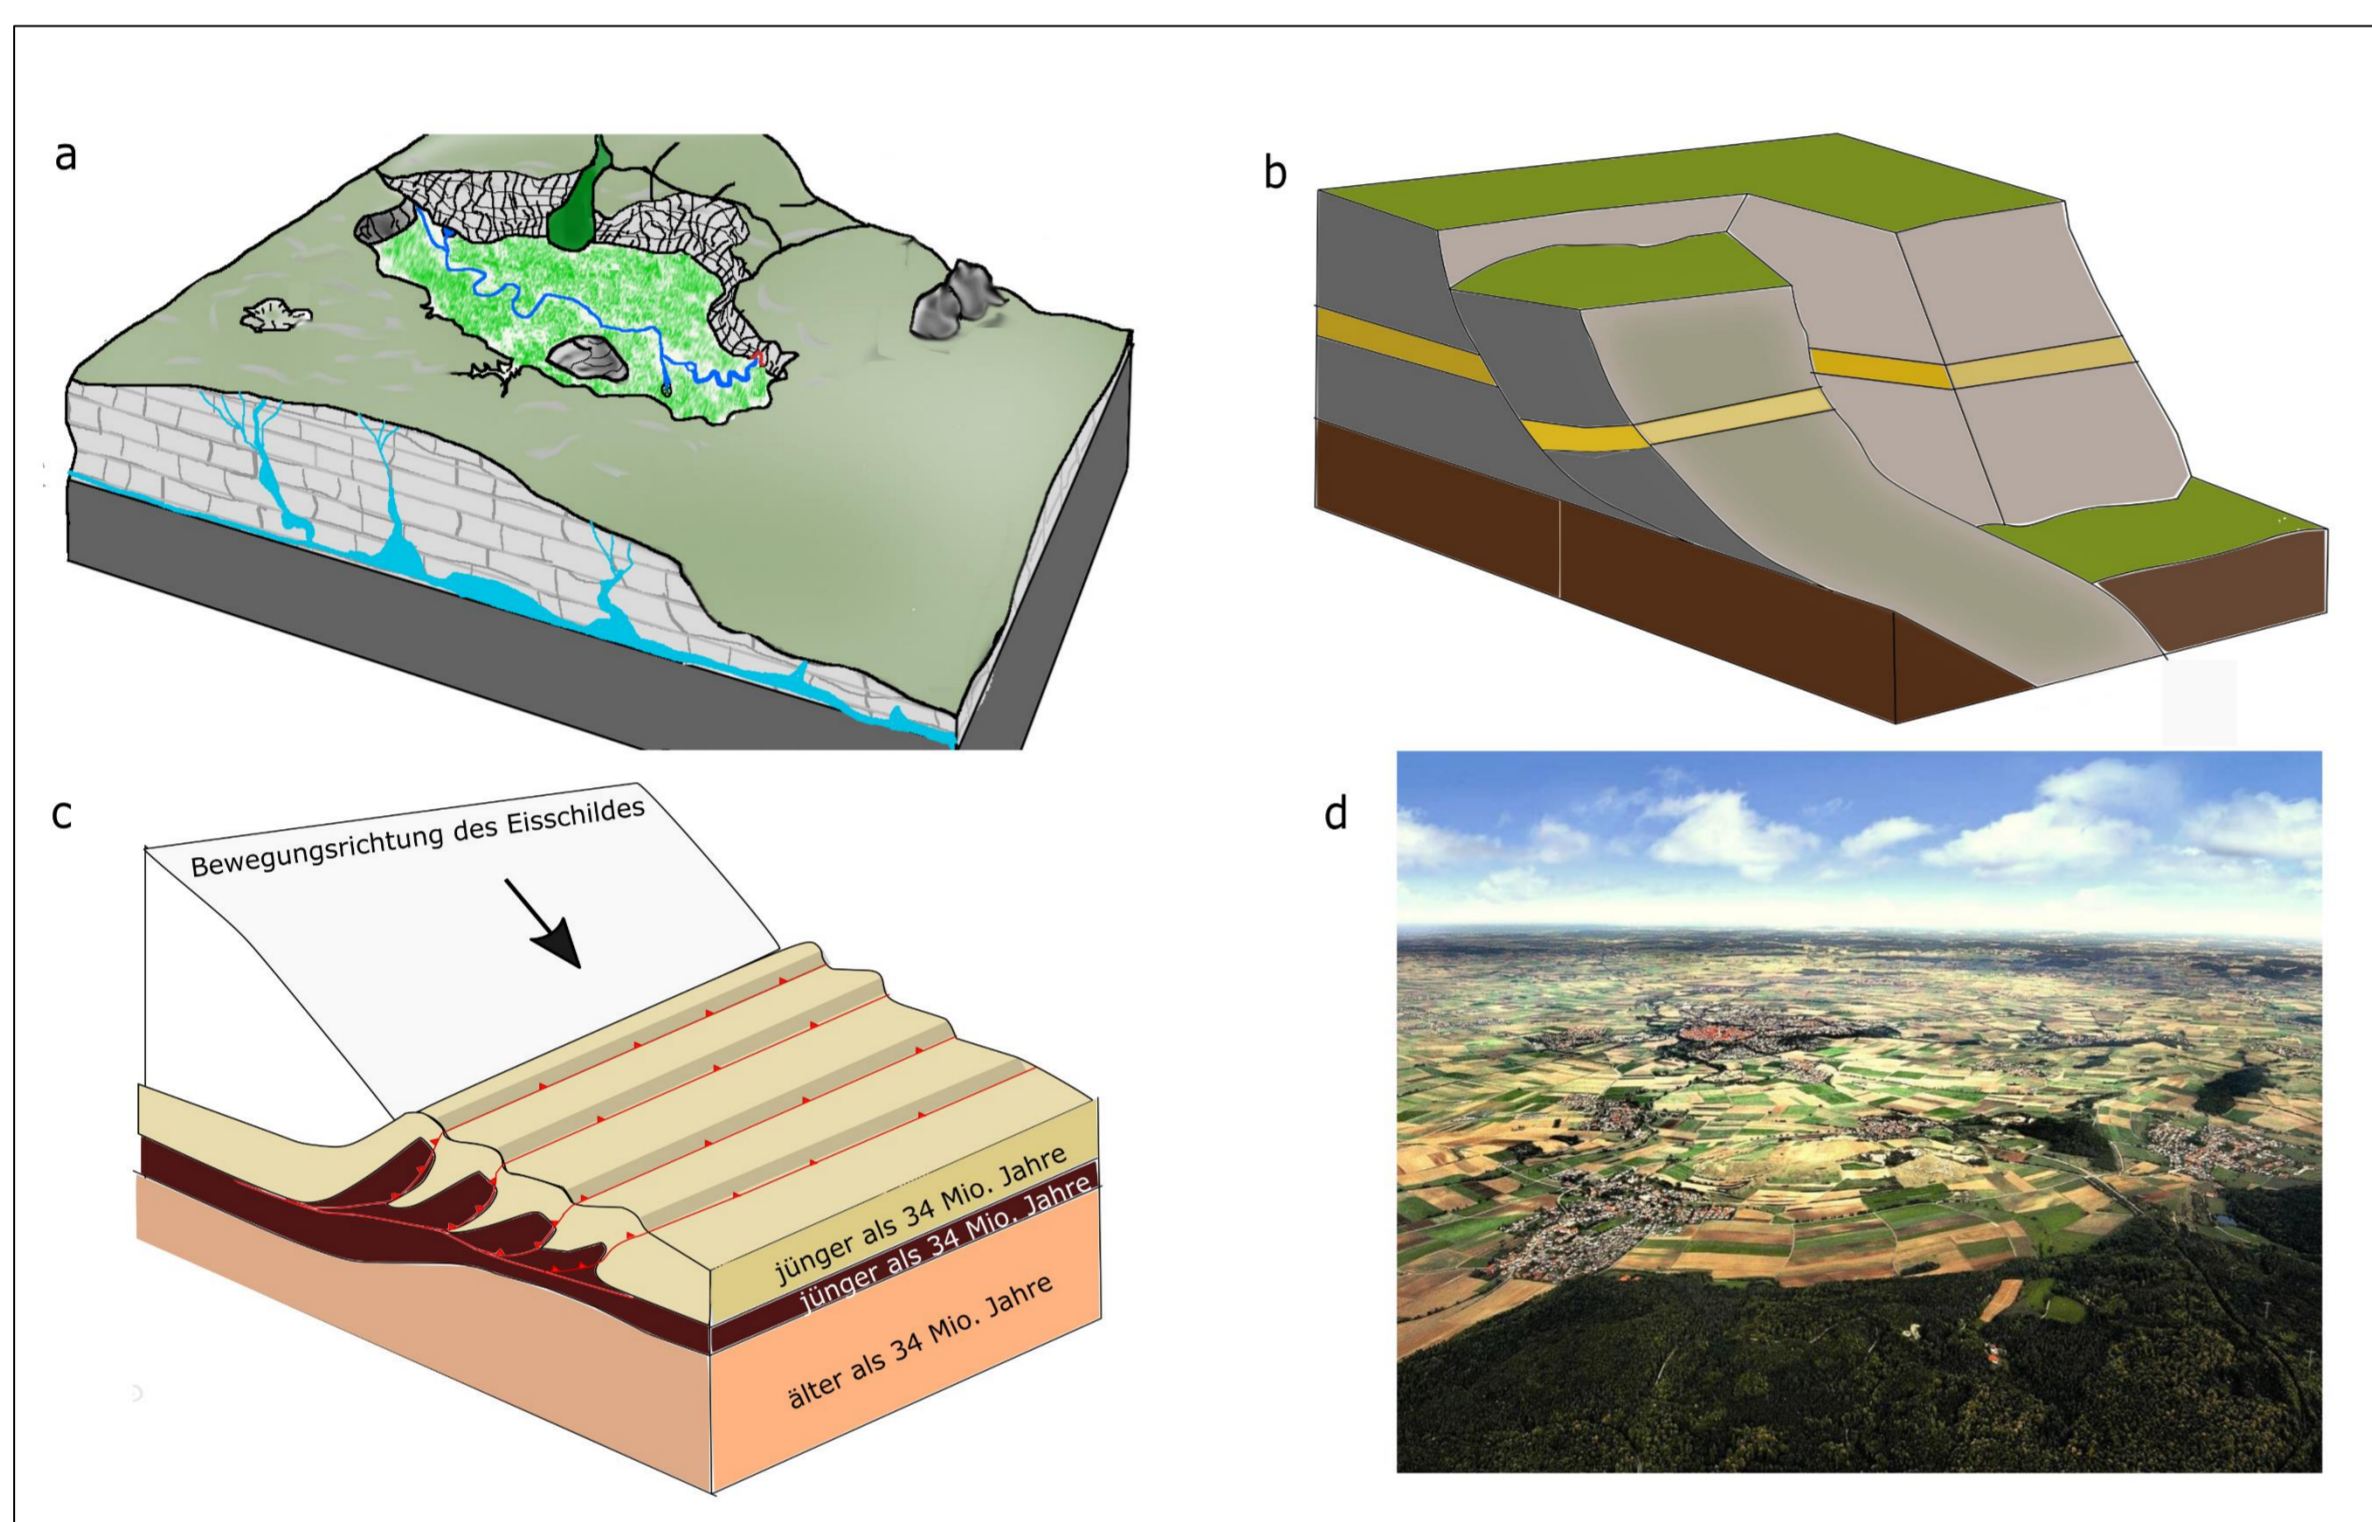 a
b
c
Bewegungsrichtung des Eisschildes
jünger als 34 Mio. Jahre
jünger als 34 Mio. Jahre
älter als 34 Mio. Jahre
d